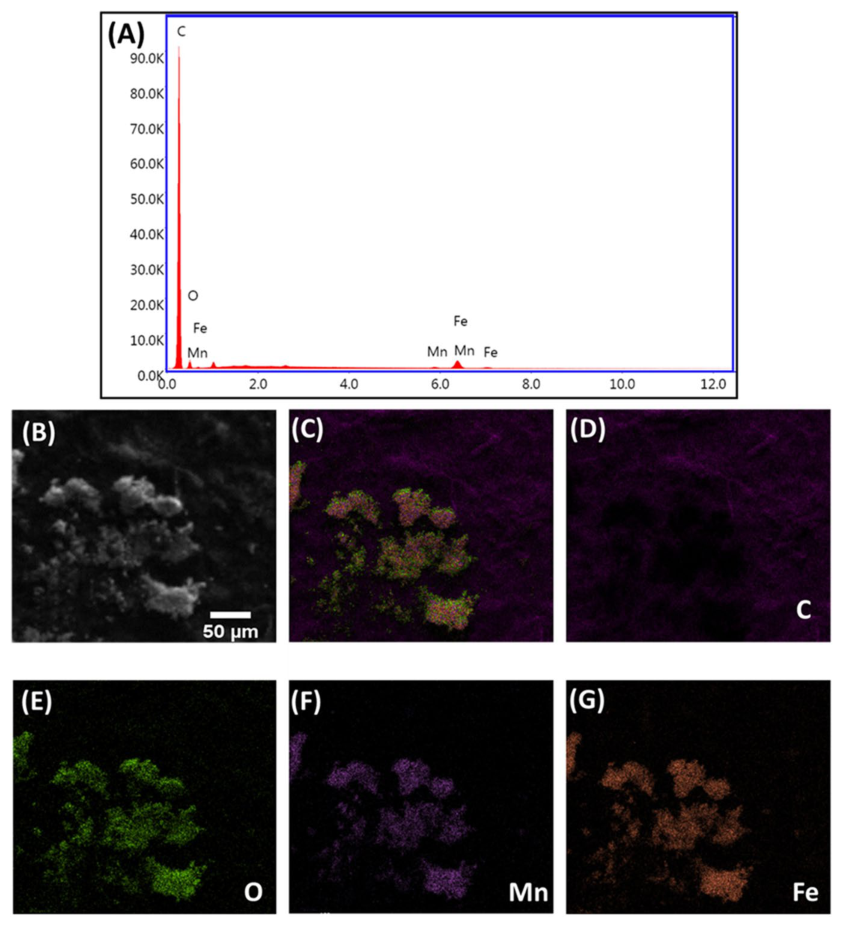 (A)
C
90.0K
80.0K
70.0K
60.0K
50.0K
40.0K
30.0K
O
20.0K
Fe
Fe
10.0K
Mn
Mn Mn Fe
0.0K
0.0 2.0 4.0 6.0 8.0 10.0 12.0
(B)
50 µm
(C)
(D)
C
(E)
O
(F)
Mn
(G)
Fe